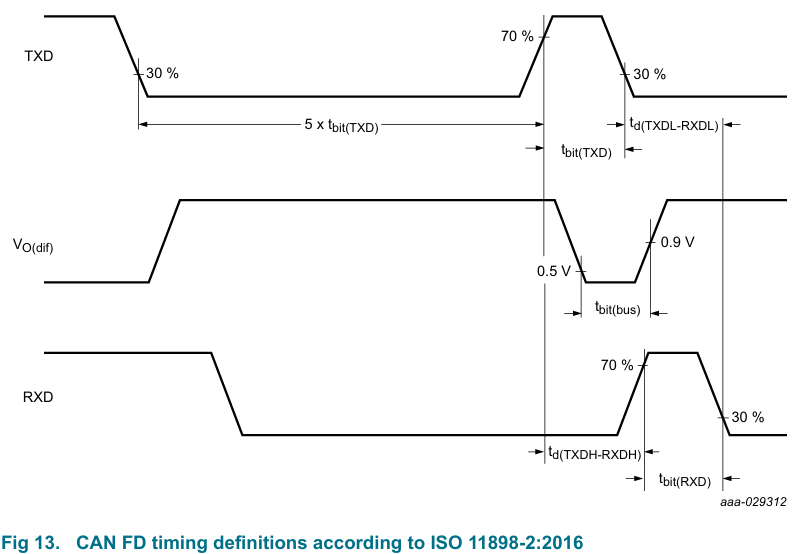 TXD
70 %
30 %
30 %
5 x tbit(TXD)
td(TXDL-RXDL)
tbit(TXD)
VO(dif)
0.9 V
0.5 V
tbit(bus)
70 %
RXD
30 %
td(TXDH-RXDH)
tbit(RXD)
aaa-029312
Fig 13. CAN FD timing definitions according to ISO 11898-2:2016